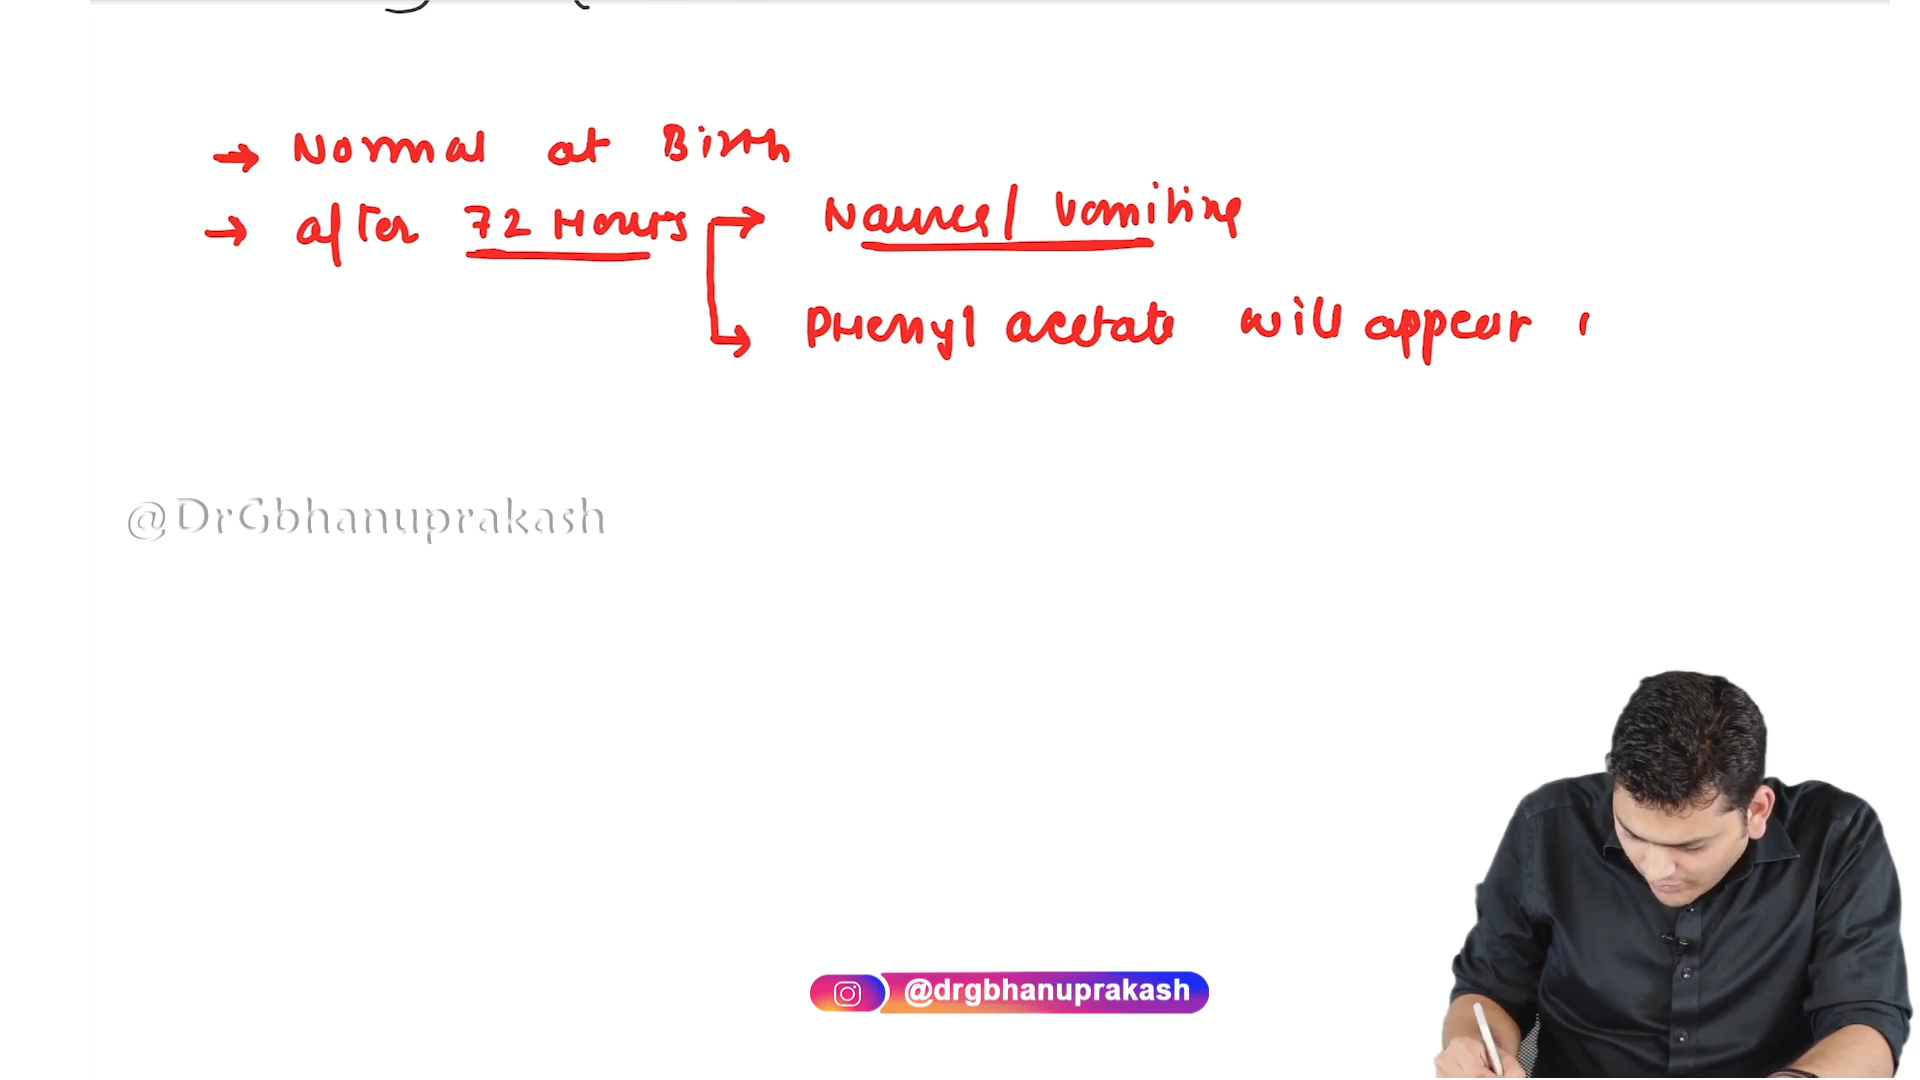 → Normal at Birth
→ after 72 Hours → Nausea/ Vomiting
→ Phenyl acetate will appear
@DrGbhanuprakash
@drgbhanuprakash